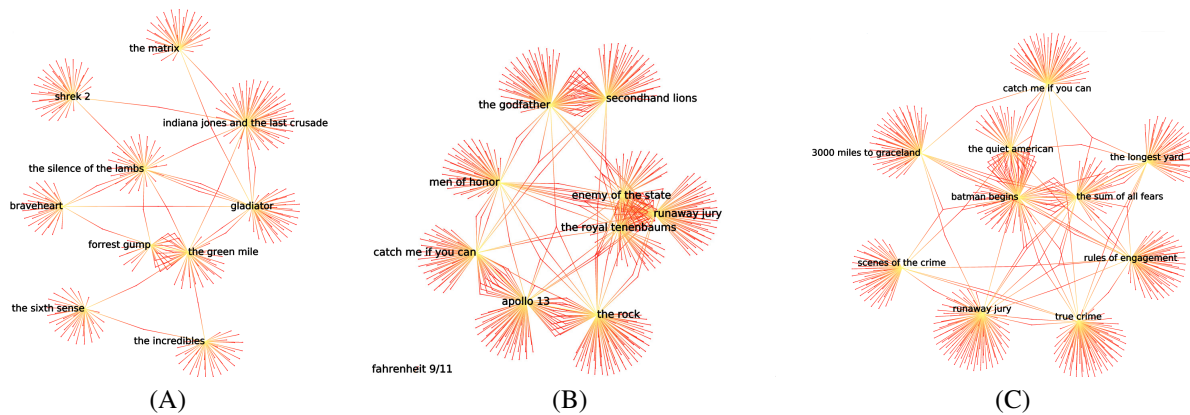 the matrix
shrek 2
indiana jones and the last crusade
the silence of the lambs
braveheart
gladiator
forrest gump
the green mile
the sixth sense
the incredibles
(A)
the godfather
secondhand lions
men of honor
enemy of the state
runaway jury
the royal tenenbaums
catch me if you can
apollo 13
the rock
fahrenheit 9/11
(B)
catch me if you can
3000 miles to graceland
the quiet american
the longest yard
batman begins
the sum of all fears
scenes of the crime
rules of engagement
runaway jury
true crime
(C)